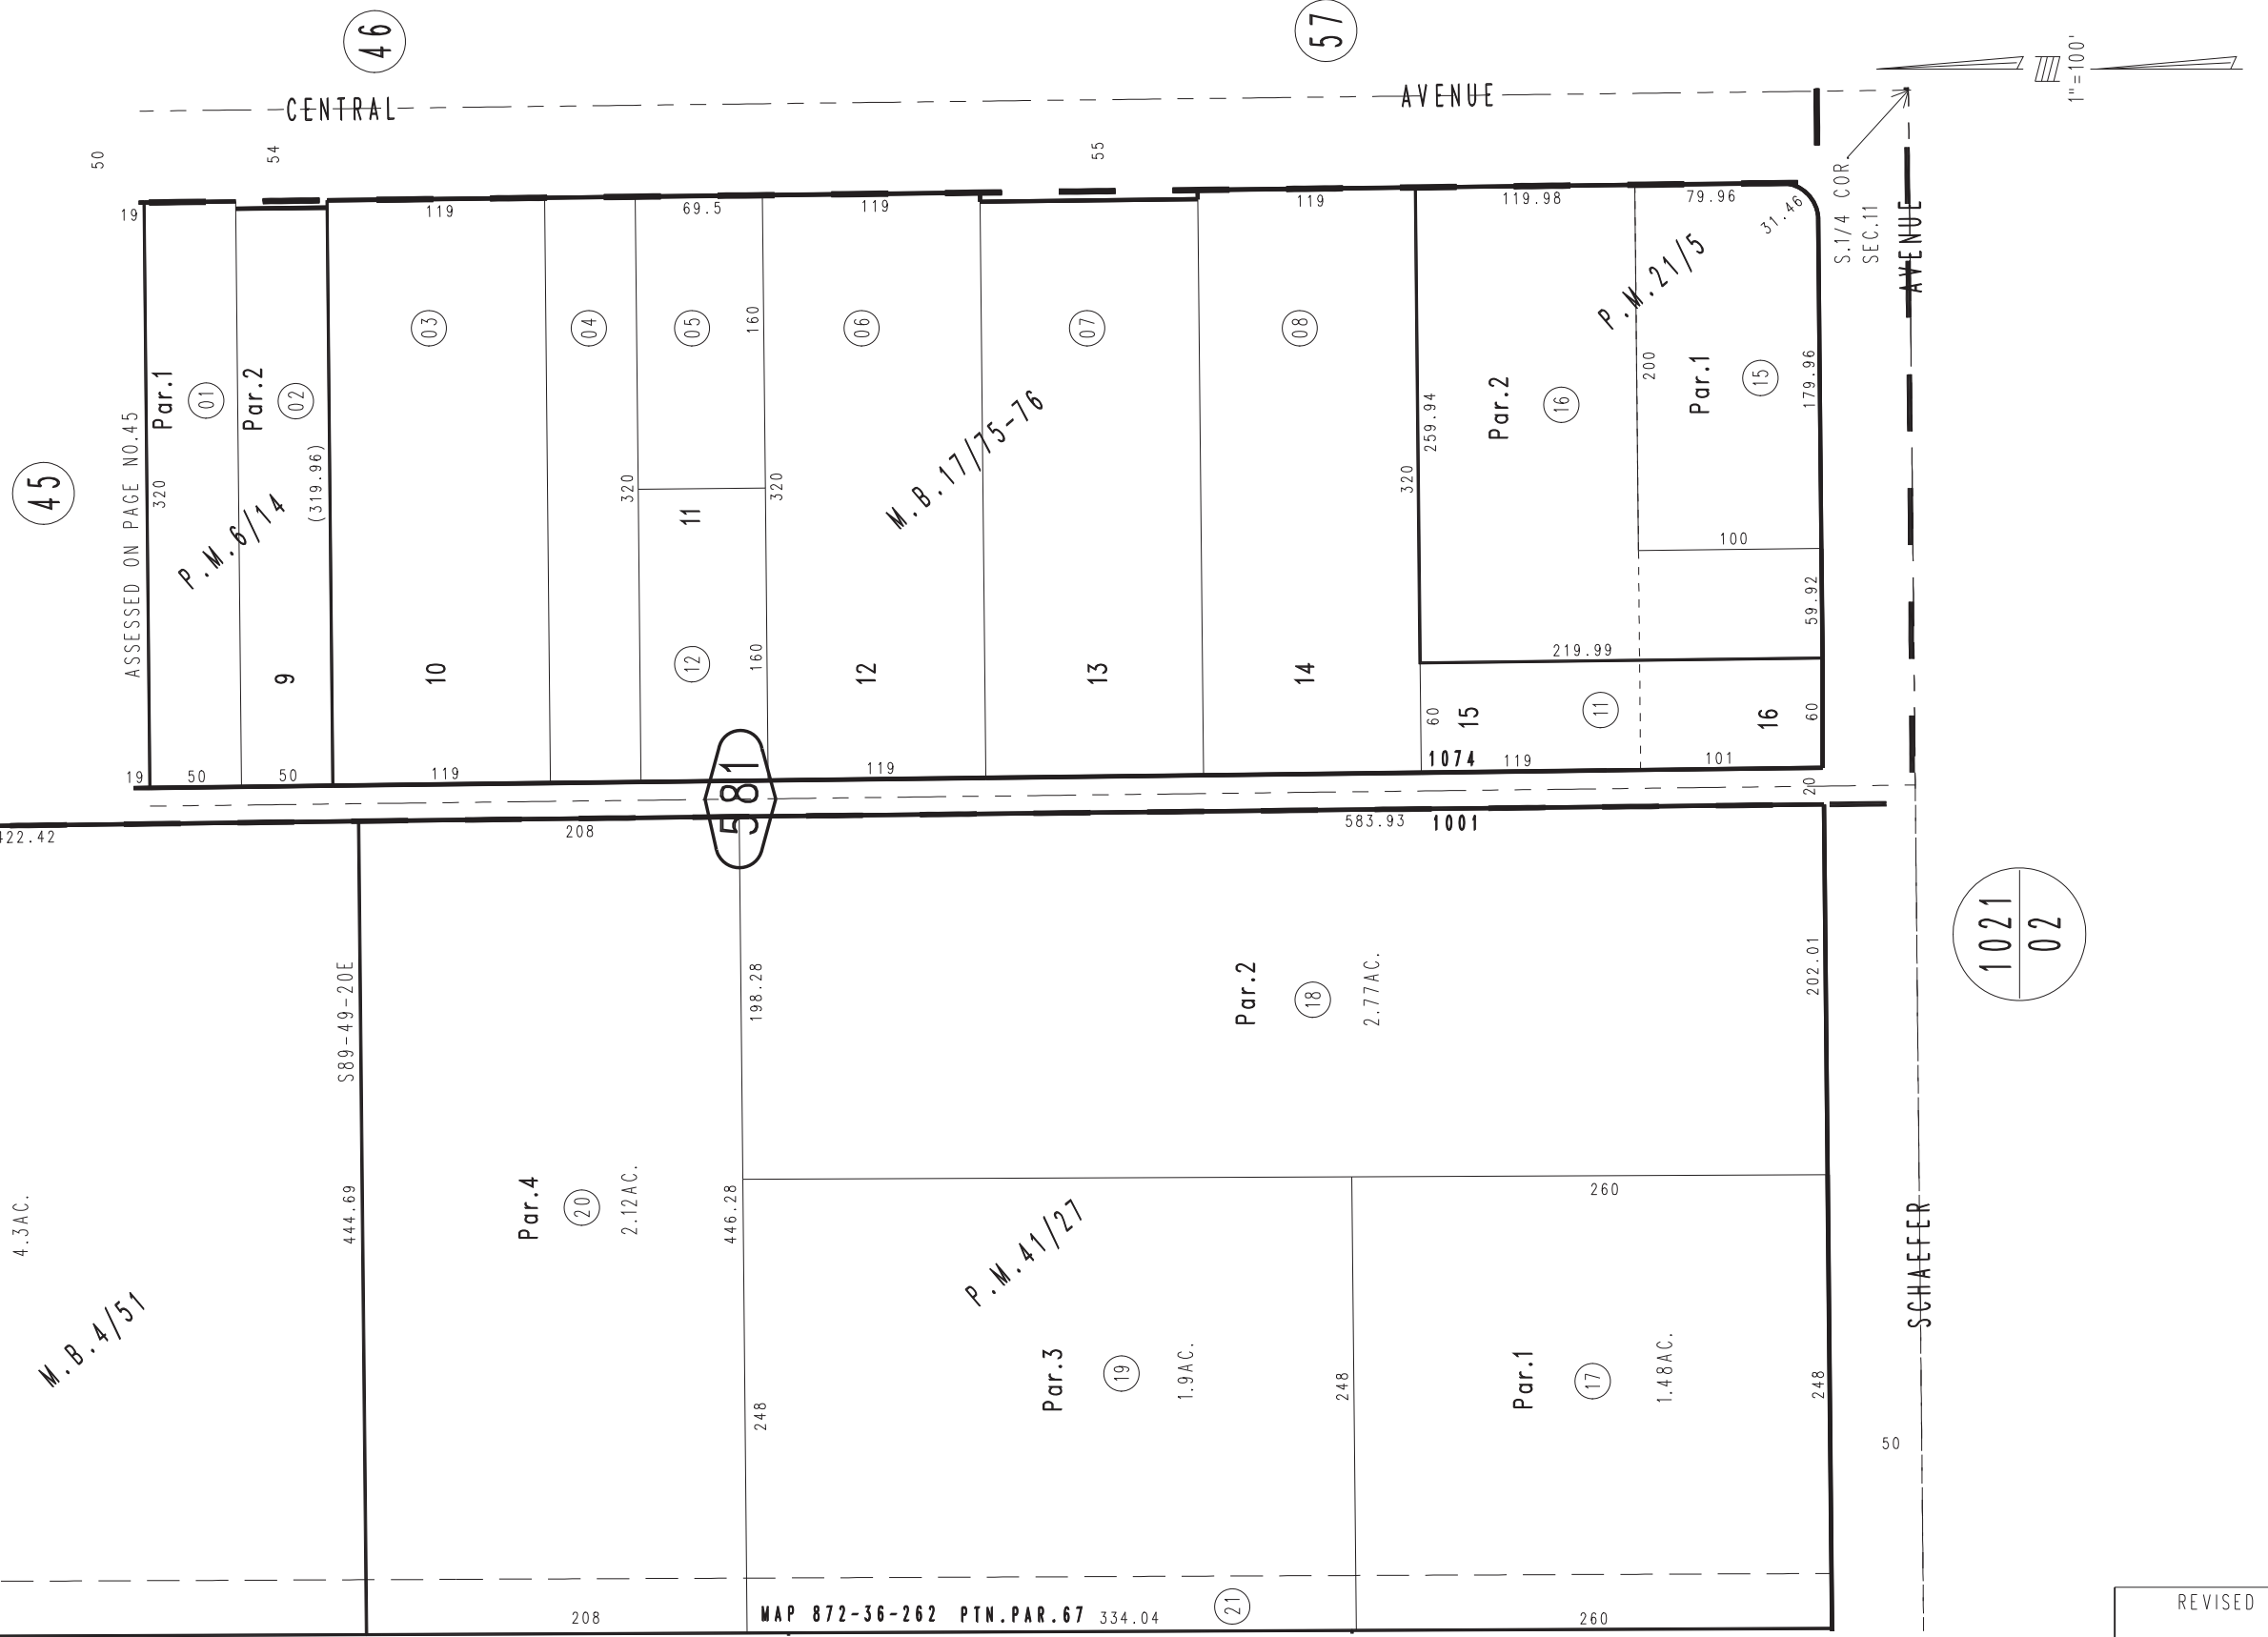 46
57
CENTRAL
AVENUE
1"=100'
50
54
55
S.1/4 COR.
SEC.11
AVENUE
19
119
69.5
119
119
119.98
79.96
31.46
P.M.21/5
45
ASSESSED ON PAGE NO.45
Par.1
01
320
Par.2
02
(319.96)
P.M.6/14
03
04
05
160
06
07
08
320
11
320
M.B.17/75-76
320
259.94
Par.2
16
200
Par.1
15
179.96
100
59.92
219.99
9
10
12
160
12
13
14
60
15
11
16
60
19
50
50
119
119
1074
119
101
581
20
422.42
208
583.93
1001
S89-49-20E
198.28
Par.2
18
2.77AC.
202.01
1021
02
4.3AC.
444.69
Par.4
20
2.12AC.
446.28
260
M.B.4/51
P.M.41/27
SCHAEFER
248
Par.3
19
1.9AC.
248
Par.1
17
1.48AC.
248
50
208
MAP 872-36-262 PTN.PAR.67
334.04
21
260
REVISED